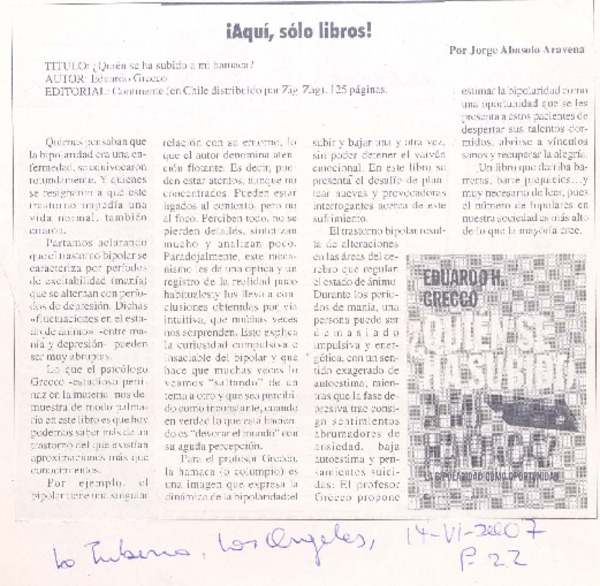 ¡Aquí, sólo libros!
Por Jorge Abasolo Aravena
TITULO: ¿Quién se ha subido a mi hamaca?
AUTOR: Eduardo Grecco
EDITORIAL: Continente (en Chile distribuido por Zig-Zag). 125 páginas.
Quienes pensaban que
la bipolaridad era una en-
fermedad, se equivocaron
rotundamente. Y quienes
se resignaron a que este
trastorno impedía una
vida normal, también
erraron.
Partamos aclarando
que el trastorno bipolar se
caracteriza por períodos
de excitabilidad (manía)
que se alternan con perío-
dos de depresión. Dichas
«fluctuaciones en el esta-
do de ánimo» -entre ma-
nía y depresión- pueden
ser muy abruptas.
Lo que el psicólogo
Grecco -estudioso perti-
naz en la materia- nos de-
muestra de modo palma-
rio en este libro es que hoy
podemos saber más de un
trastorno del que existían
aproximaciones más que
conocimientos.
Por ejemplo, el
bipolar tiene una singular
relación con su entorno, lo
que el autor denomina aten-
ción flotante. Es decir, pue-
den estar atentos, aunque no
concentrados. Pueden estar
ligados al contexto, pero no
al foco. Perciben todo, no se
pierden detalles, sintetizan
mucho y analizan poco.
Paradojalmente, este meca-
nismo les da una óptica y un
registro de la realidad poco
habituales; y los lleva a con-
clusiones obtenidas por vía
intuitiva, que muchas veces
nos sorprenden. Esto explica
la curiosidad compulsiva e
insaciable del bipolar y que
hace que muchas veces lo
veamos "saltando" de un
tema a otro y que sea percibi-
do como inconstante, cuando
en verdad lo que está hacien-
do es "devorar el mundo" con
su aguda percepción.
Para el profesor Grecco,
la hamaca (o columpio) es
una imagen que expresa la
dinámica de la bipolaridad: el
subir y bajar una y otra vez,
sin poder detener el vaivén
emocional. En este libro se
presenta el desafío de plan-
tear nuevas y provocadoras
interrogantes acerca de este
sufrimiento.
El trastorno bipolar resul-
ta de alteraciones
en las áreas del ce-
rebro que regulan
el estado de ánimo.
Durante los perío-
dos de manía, una
persona puede ser
demasiado
impulsiva y ener-
gética, con un sen-
tido exagerado de
autoestima, mien-
tras que la fase de-
presiva trae consi-
go sentimientos
abrumadores de
ansiedad, baja
autoestima y pen-
samientos suici-
das. El profesor
Grecco propone
estimar la bipolaridad como
una oportunidad que se les
presenta a estos pacientes de
despertar sus talentos dor-
midos, abrirse a vínculos
sanos y recuperar la alegría.
Un libro que derriba ba-
rreras, barre prejuicios...y
muy necesario de leer, pues
el número de bipolares en
nuestra sociedad es más alto
de lo que la mayoría cree.
EDUARDO H.
GRECCO
¿QUIÉN SE
HA SUBIDO
A MI
HAMACA?
LA BIPOLARIDAD COMO OPORTUNIDAD
La Tribuna, Los Angeles, 14-VI-2007
P. 22